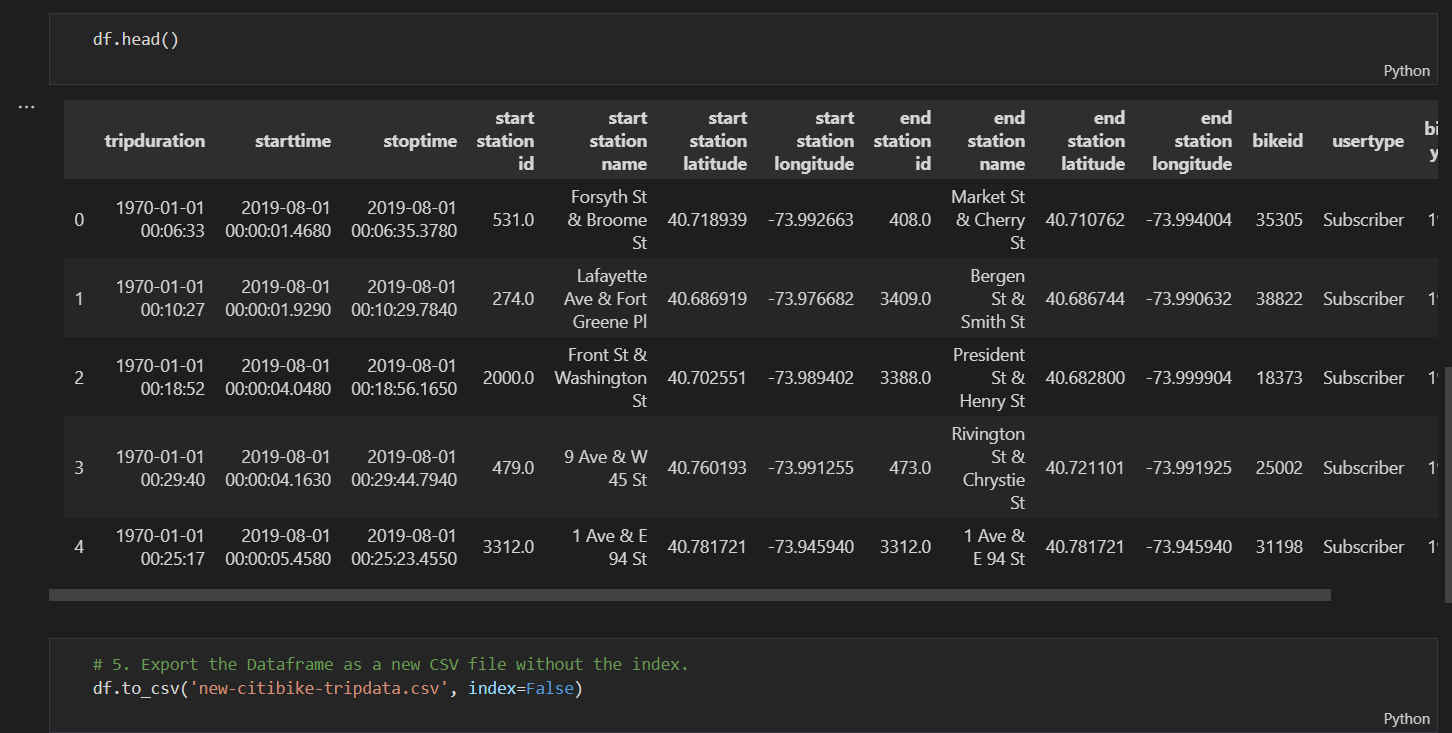 df.head()
Python
...
tripduration starttime stoptime start station id start station name start station latitude start station longitude end station id end station name end station latitude end station longitude bikeid usertype
0 1970-01-01 00:06:33 2019-08-01 00:00:01.4680 2019-08-01 00:06:35.3780 531.0 Forsyth St & Broome St 40.718939 -73.992663 408.0 Market St & Cherry St 40.710762 -73.994004 35305 Subscriber
1 1970-01-01 00:10:27 2019-08-01 00:00:01.9290 2019-08-01 00:10:29.7840 274.0 Lafayette Ave & Fort Greene Pl 40.686919 -73.976682 3409.0 Bergen St & Smith St 40.686744 -73.990632 38822 Subscriber
2 1970-01-01 00:18:52 2019-08-01 00:00:04.0480 2019-08-01 00:18:56.1650 2000.0 Front St & Washington St 40.702551 -73.989402 3388.0 President St & Henry St 40.682800 -73.999904 18373 Subscriber
3 1970-01-01 00:29:40 2019-08-01 00:00:04.1630 2019-08-01 00:29:44.7940 479.0 9 Ave & W 45 St 40.760193 -73.991255 473.0 Rivington St & Chrystie St 40.721101 -73.991925 25002 Subscriber
4 1970-01-01 00:25:17 2019-08-01 00:00:05.4580 2019-08-01 00:25:23.4550 3312.0 1 Ave & E 94 St 40.781721 -73.945940 3312.0 1 Ave & E 94 St 40.781721 -73.945940 31198 Subscriber
# 5. Export the Dataframe as a new CSV file without the index.
df.to_csv('new-citibike-tripdata.csv', index=False)
Python